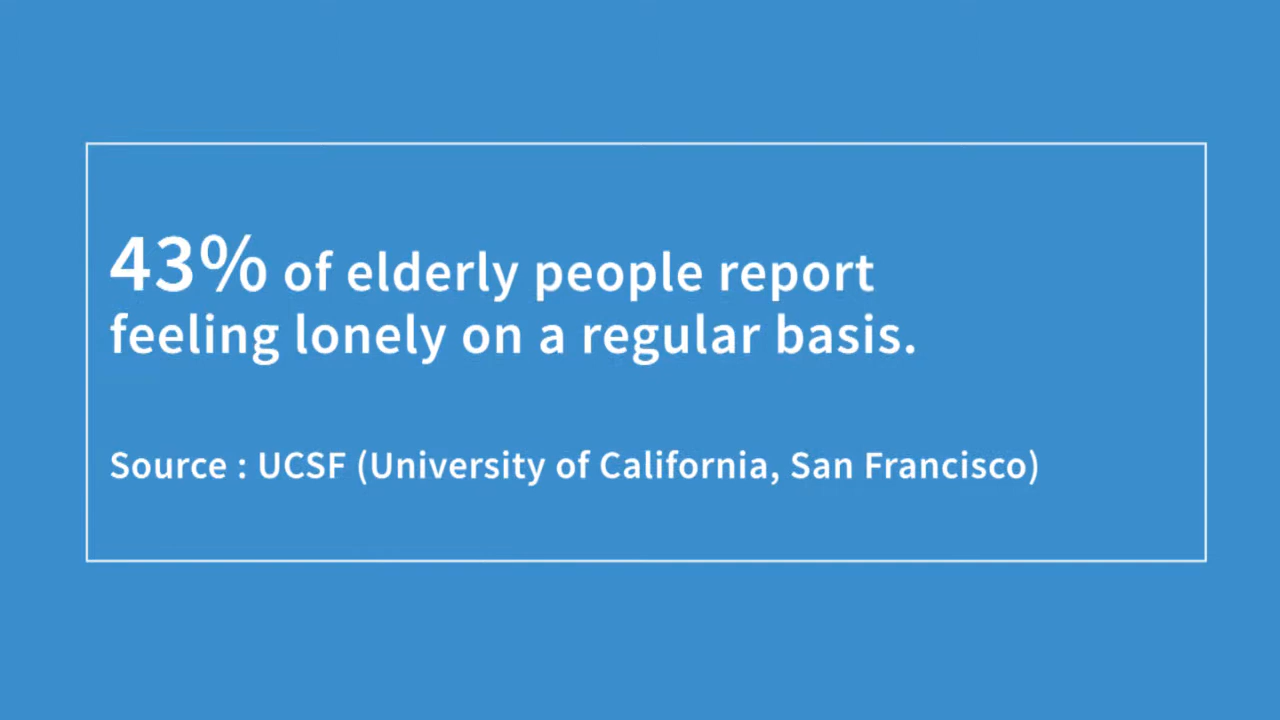 43% of elderly people report
feeling lonely on a regular basis.
Source : UCSF (University of California, San Francisco)